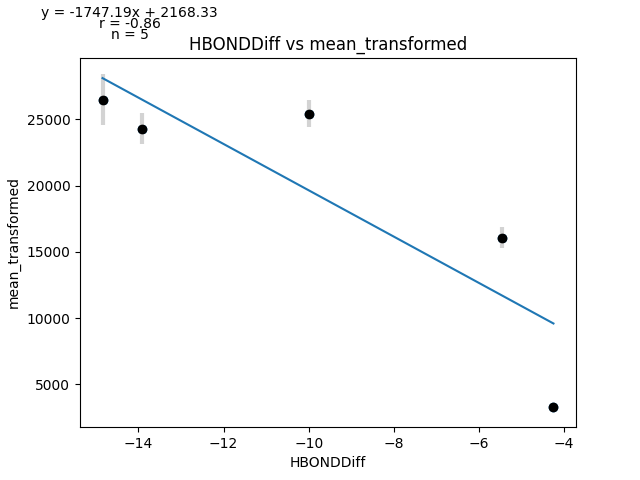 y = -1747.19x + 2168.33
r = -0.86
n = 5
HBONDDiff vs mean_transformed
mean_transformed
25000
20000
15000
10000
5000
−14
−12
−10
−8
−6
−4
HBONDDiff